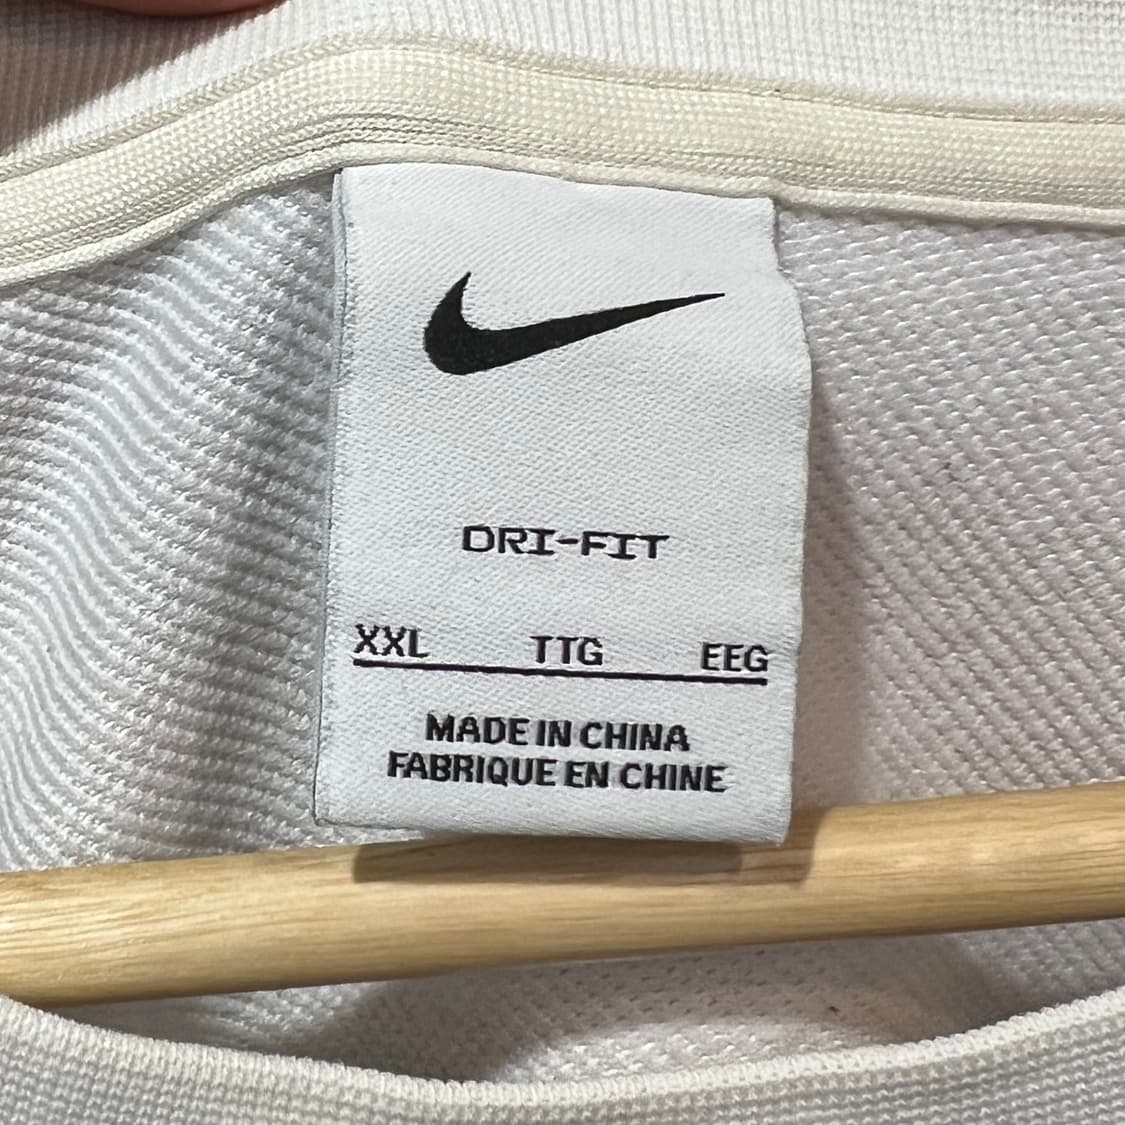 DRI-FIT
XXL TTG EEG
MADE IN CHINA
FABRIQUE EN CHINE